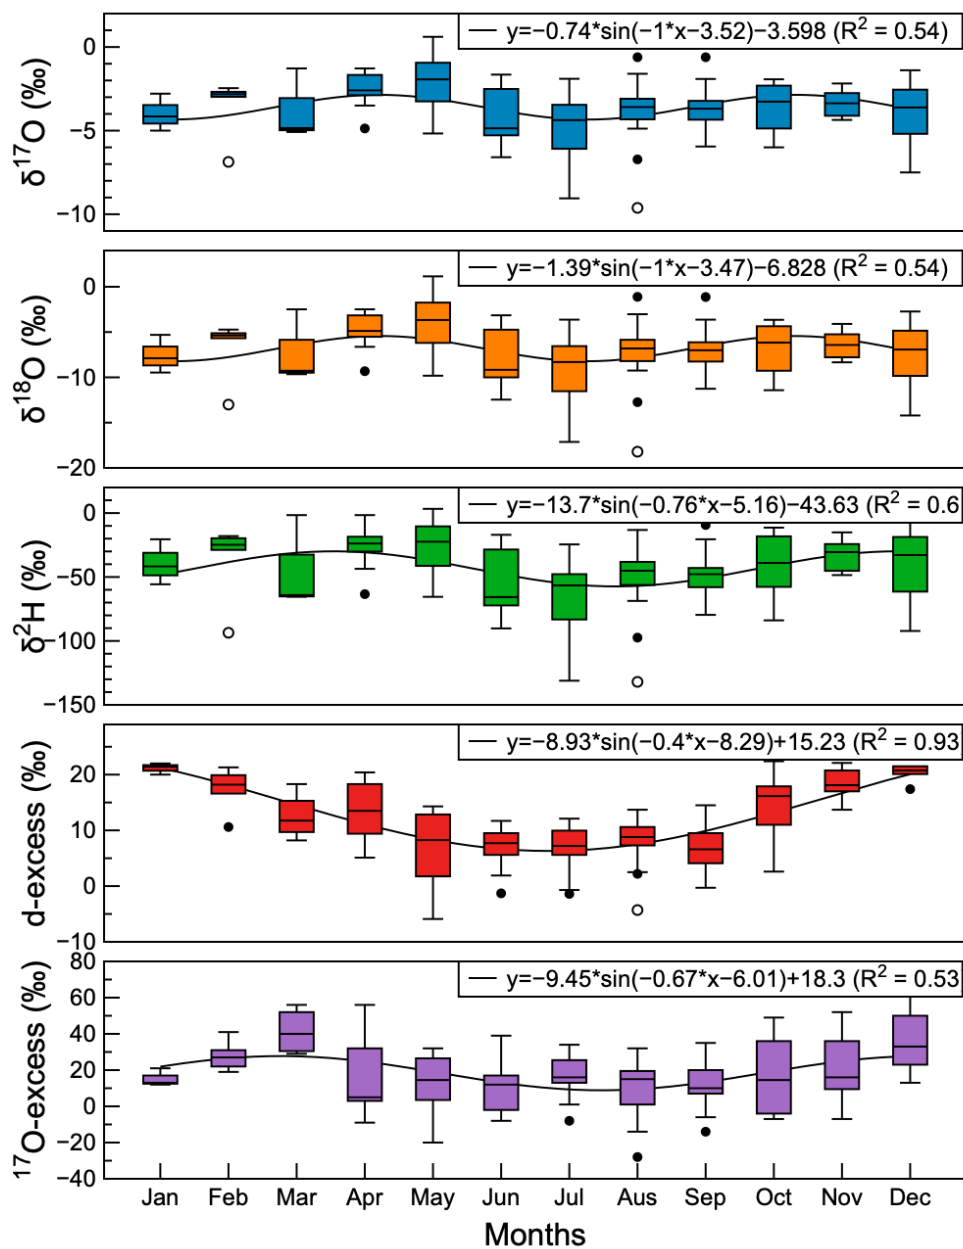 y=−0.74*sin(−1*x−3.52)−3.598 (R² = 0.54)
0
−5
−10
δ¹⁷O (‰)
y=−1.39*sin(−1*x−3.47)−6.828 (R² = 0.54)
0
−10
−20
δ¹⁸O (‰)
y=−13.7*sin(−0.76*x−5.16)−43.63 (R² = 0.6
0
−50
−100
−150
δ²H (‰)
y=−8.93*sin(−0.4*x−8.29)+15.23 (R² = 0.93
20
10
0
−10
d-excess (‰)
y=−9.45*sin(−0.67*x−6.01)+18.3 (R² = 0.53
80
60
40
20
0
−20
−40
¹⁷O-excess (‰)
Jan Feb Mar Apr May Jun Jul Aus Sep Oct Nov Dec
Months